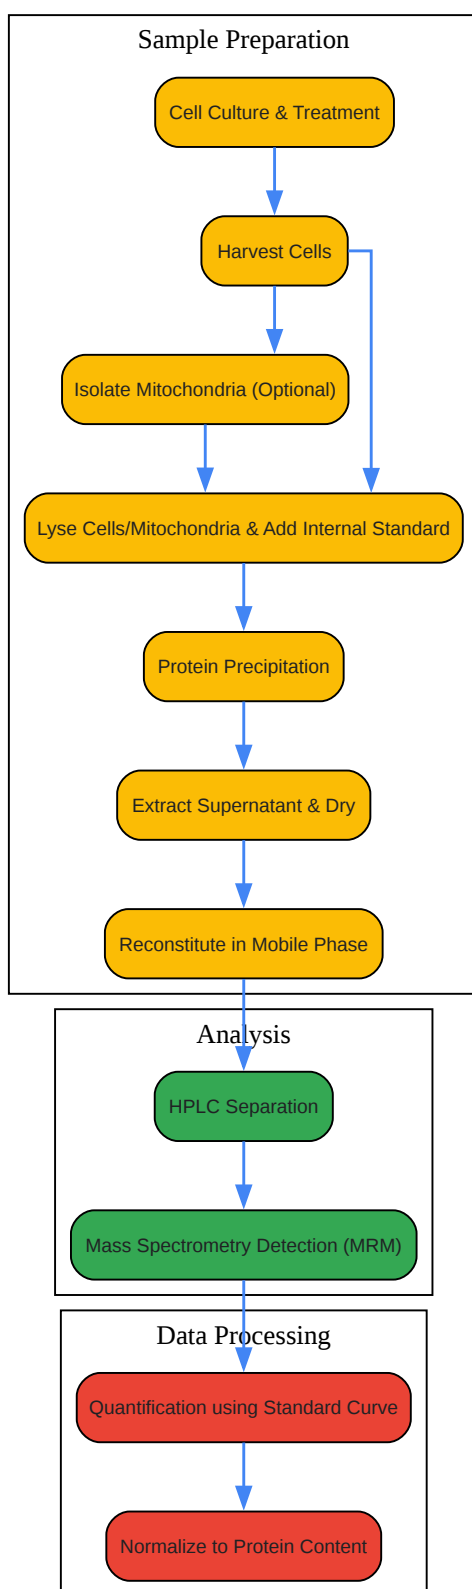 Sample Preparation
Cell Culture & Treatment
Harvest Cells
Isolate Mitochondria (Optional)
Lyse Cells/Mitochondria & Add Internal Standard
Protein Precipitation
Extract Supernatant & Dry
Reconstitute in Mobile Phase
Analysis
HPLC Separation
Mass Spectrometry Detection (MRM)
Data Processing
Quantification using Standard Curve
Normalize to Protein Content